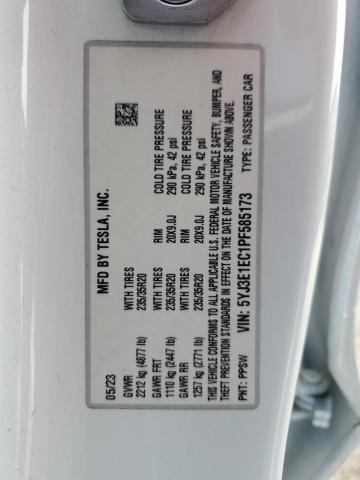 MFD BY TESLA, INC.
05/23
GVWR
2212 kg (4877 lb)
GAWR FRT WITH TIRES RIM COLD TIRE PRESSURE
1110 kg (2447 lb) 235/35R20 20X9.0J 290 kPa, 42 psi
GAWR RR WITH TIRES RIM COLD TIRE PRESSURE
1257 kg (2771 lb) 235/35R20 20X9.0J 290 kPa, 42 psi
THIS VEHICLE CONFORMS TO ALL APPLICABLE U.S. FEDERAL MOTOR VEHICLE SAFETY, BUMPER, AND
THEFT PREVENTION STANDARDS IN EFFECT ON THE DATE OF MANUFACTURE SHOWN ABOVE.
VIN: 5YJ3E1EC1PF585173
PNT: PPSW TYPE: PASSENGER CAR